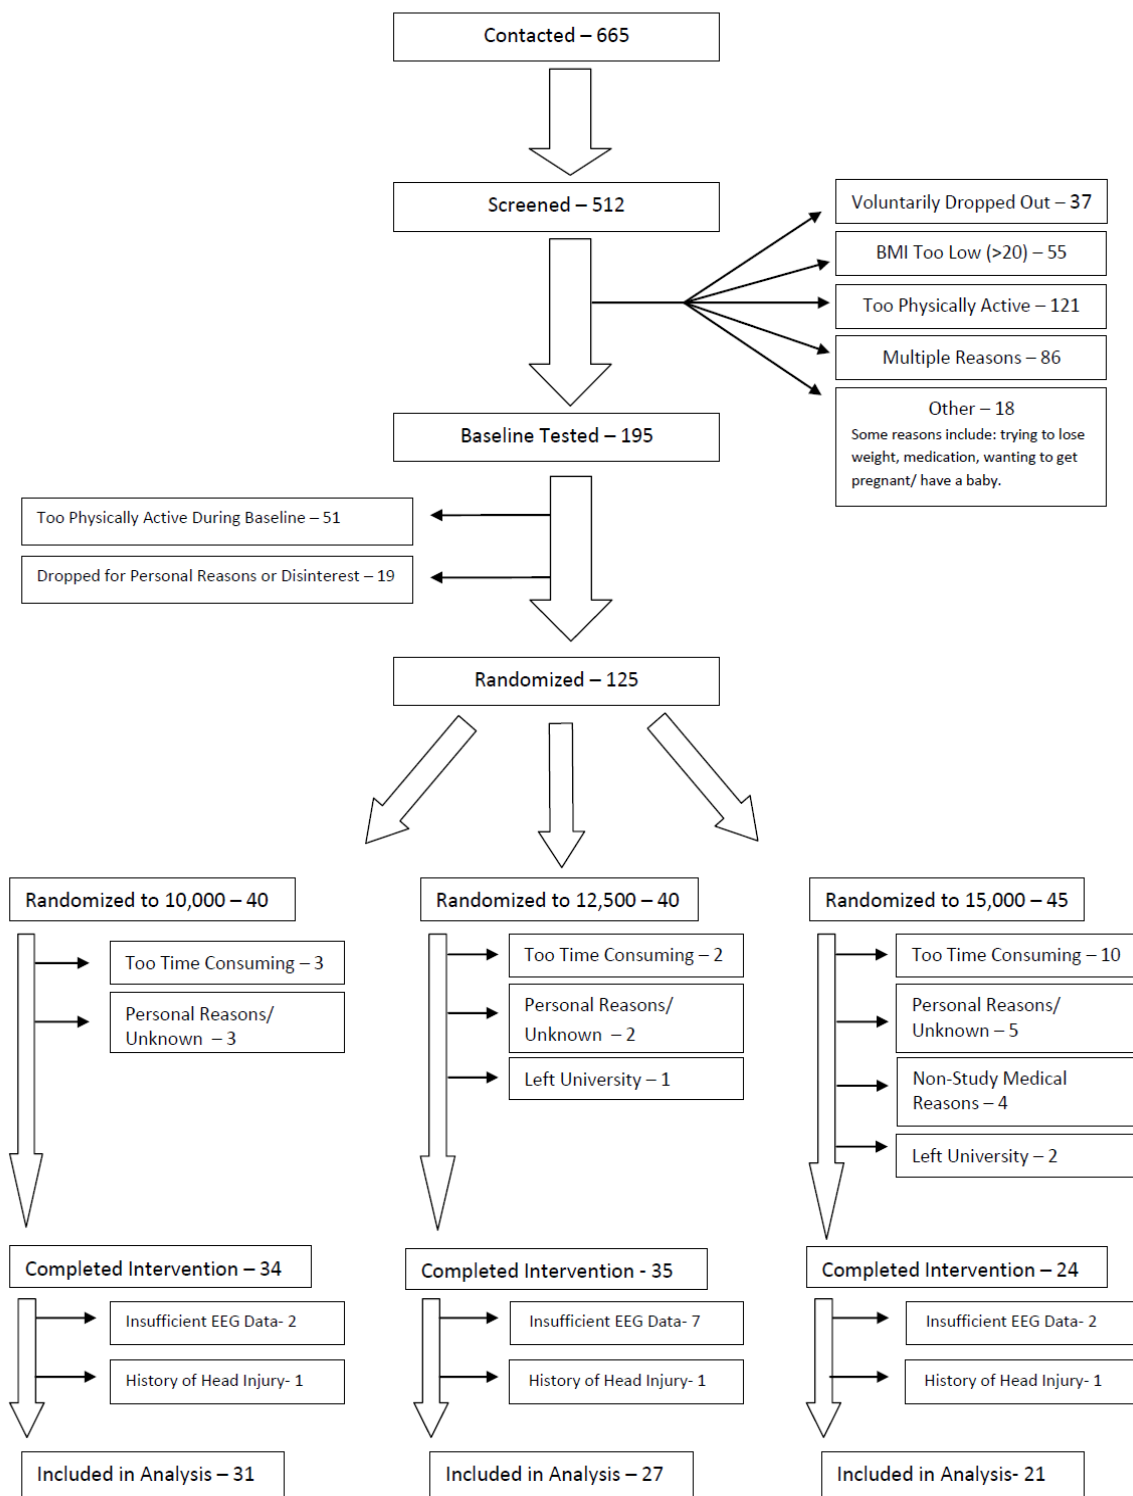 Contacted – 665
Screened – 512
Voluntarily Dropped Out – 37
BMI Too Low (>20) – 55
Too Physically Active – 121
Multiple Reasons – 86
Other – 18
Some reasons include: trying to lose
weight, medication, wanting to get
pregnant/ have a baby.
Baseline Tested – 195
Too Physically Active During Baseline – 51
Dropped for Personal Reasons or Disinterest – 19
Randomized – 125
Randomized to 10,000 – 40
Too Time Consuming – 3
Personal Reasons/
Unknown – 3
Completed Intervention – 34
Insufficient EEG Data- 2
History of Head Injury- 1
Included in Analysis – 31
Randomized to 12,500 – 40
Too Time Consuming – 2
Personal Reasons/
Unknown – 2
Left University – 1
Completed Intervention - 35
Insufficient EEG Data- 7
History of Head Injury- 1
Included in Analysis – 27
Randomized to 15,000 – 45
Too Time Consuming – 10
Personal Reasons/
Unknown – 5
Non-Study Medical
Reasons – 4
Left University – 2
Completed Intervention – 24
Insufficient EEG Data- 2
History of Head Injury- 1
Included in Analysis- 21